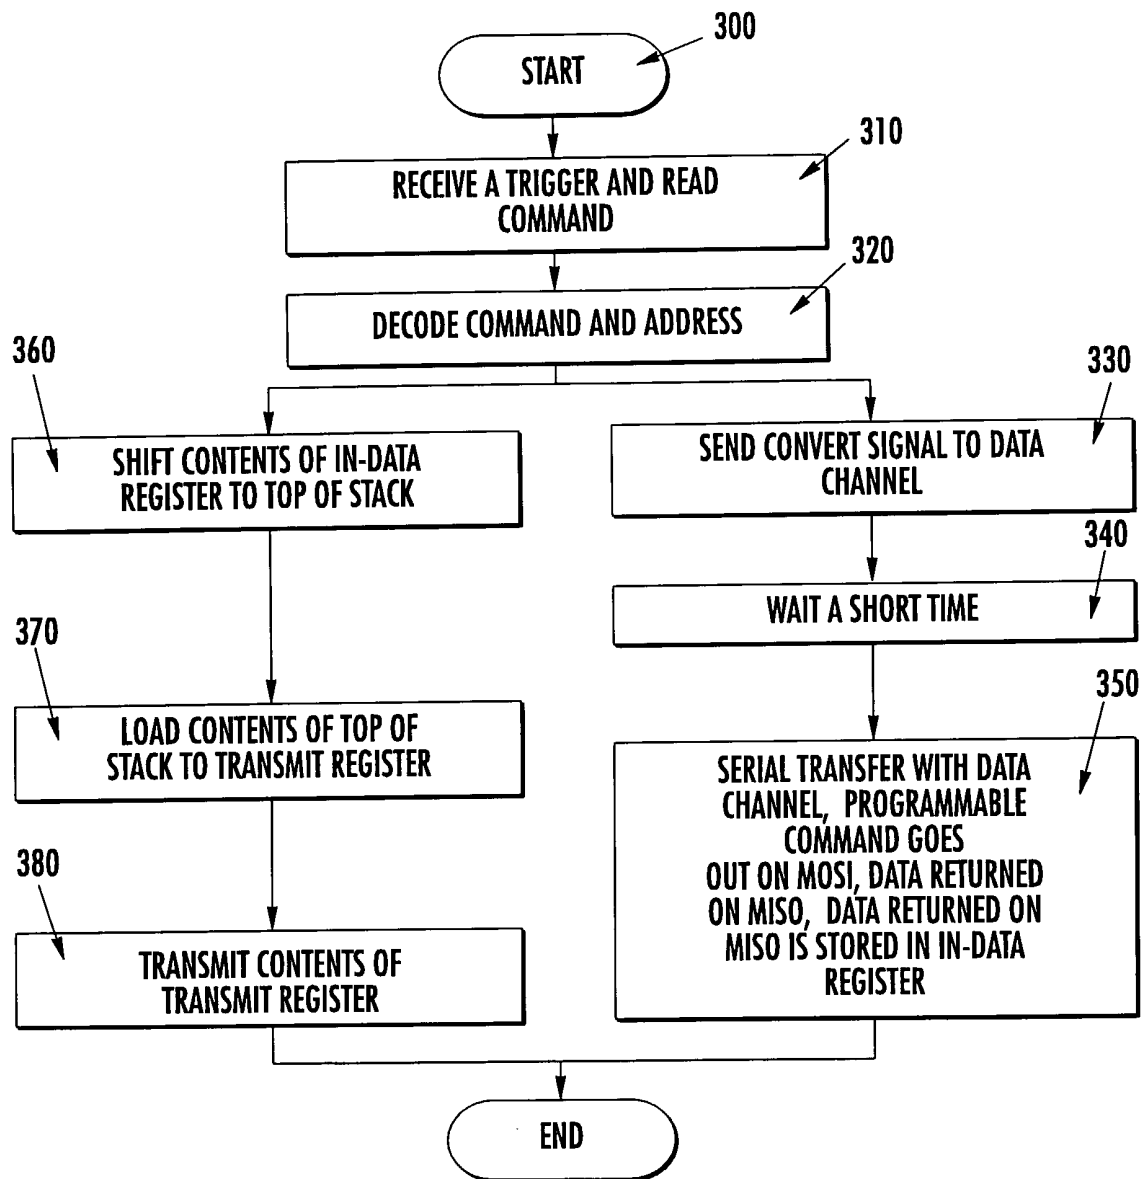 300
START
310
RECEIVE A TRIGGER AND READ
COMMAND
320
DECODE COMMAND AND ADDRESS
360
SHIFT CONTENTS OF IN-DATA
REGISTER TO TOP OF STACK
330
SEND CONVERT SIGNAL TO DATA
CHANNEL
340
WAIT A SHORT TIME
370
LOAD CONTENTS OF TOP OF
STACK TO TRANSMIT REGISTER
350
SERIAL TRANSFER WITH DATA
CHANNEL, PROGRAMMABLE
COMMAND GOES
OUT ON MOSI, DATA RETURNED
ON MISO, DATA RETURNED ON
MISO IS STORED IN IN-DATA
REGISTER
380
TRANSMIT CONTENTS OF
TRANSMIT REGISTER
END